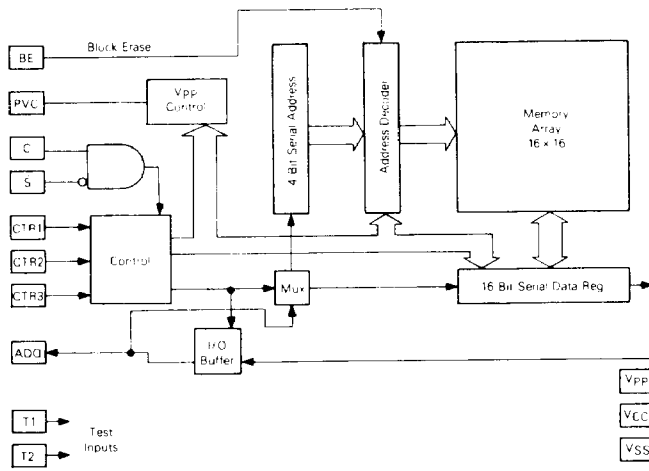 BE
Block Erase
PVC
VPP
Control
C
S
CTR1
CTR2
CTR3
Control
ADQ
4 Bit Serial Address
Address Decoder
Memory
Array
16 × 16
Mux
16 Bit Serial Data Reg
I/O
Buffer
T1
T2
Test
Inputs
VPP
VCC
VSS